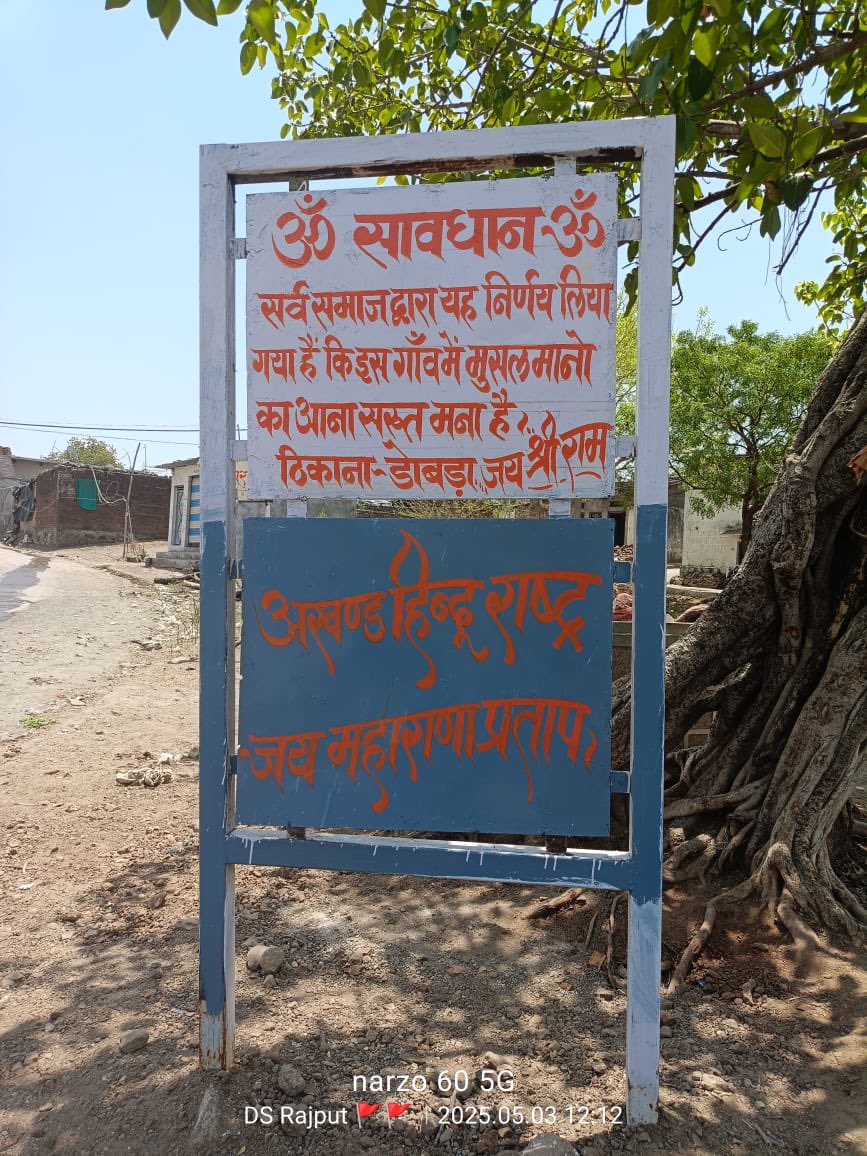 ॐ सावधान ॐ
सर्व समाज द्वारा यह निर्णय लिया
गया हैं कि इस गाँव में मुसलमानो
का आना सख्त मना है।
ठिकाना - डोबड़ा जय श्री राम
अखण्ड हिन्दू राष्ट्र
जय महाराणा प्रताप
narzo 60 5G
DS Rajput 🚩🚩 | 2025.05.03 12:12